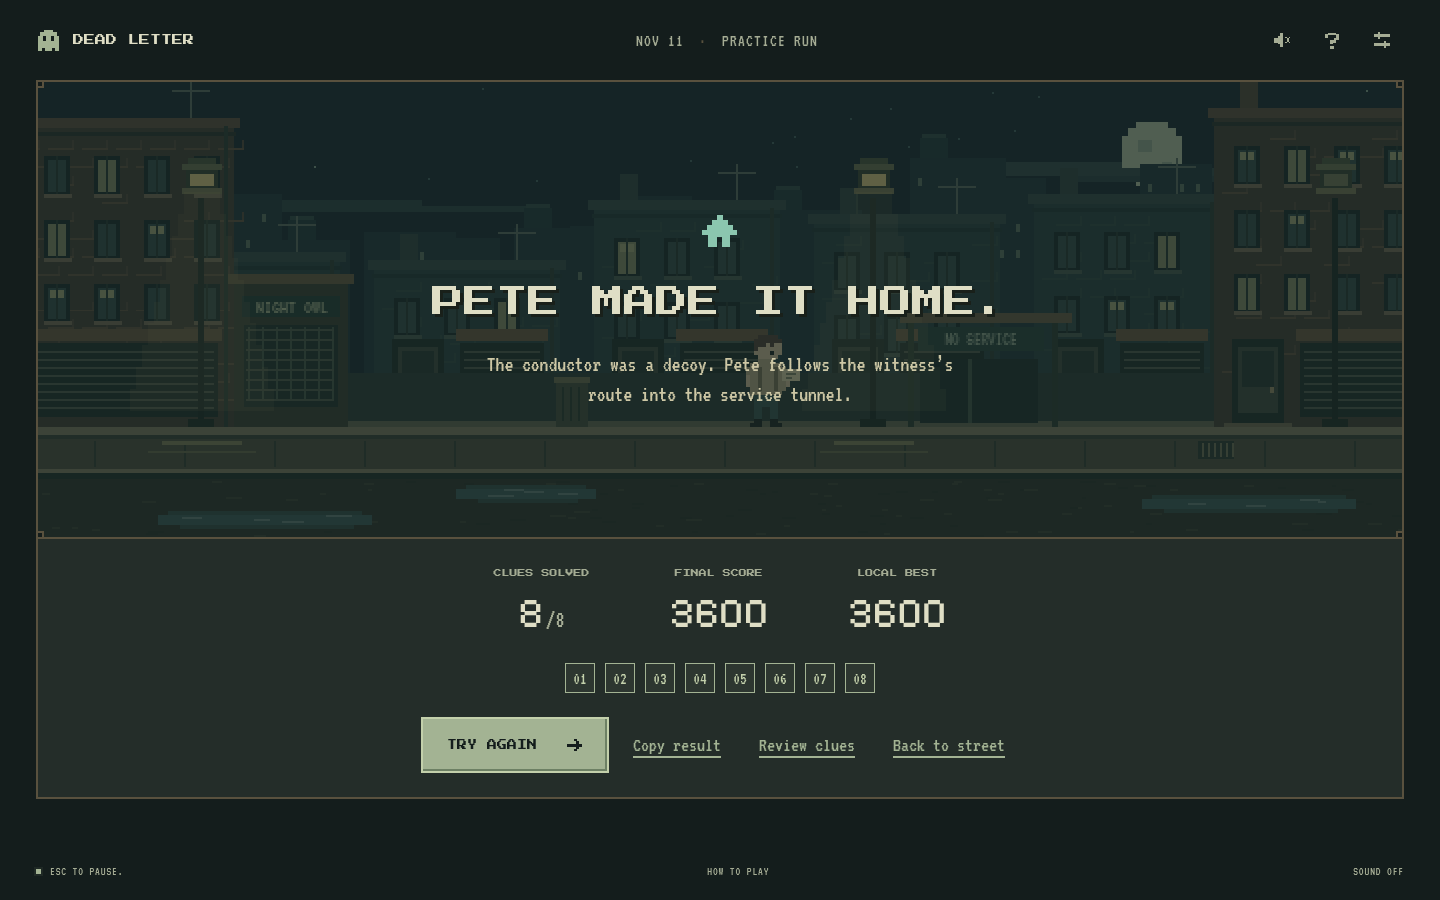 DEAD LETTER
NOV 11 · PRACTICE RUN
NIGHT OWL
PETE MADE IT HOME.
NO SERVICE
The conductor was a decoy. Pete follows the witness’s
route into the service tunnel.
CLUES SOLVED FINAL SCORE LOCAL BEST
8/8 3600 3600
01 02 03 04 05 06 07 08
TRY AGAIN → Copy result Review clues Back to street
ESC TO PAUSE. HOW TO PLAY SOUND OFF